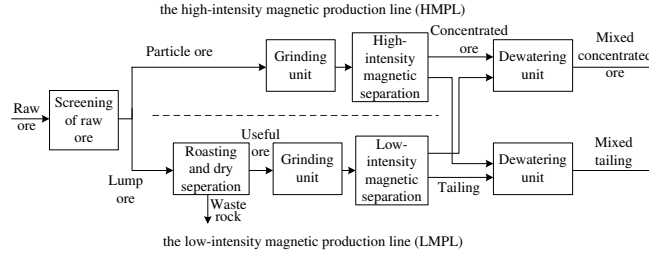 the high-intensity magnetic production line (HMPL)
Particle ore
Grinding
unit
High-
intensity
magnetic
separation
Concentrated
ore
Dewatering
unit
Mixed
concentrated
ore
Raw
ore
Screening
of raw
ore
Lump
ore
Roasting
and dry
seperation
Useful
ore
Waste
rock
Grinding
unit
Low-
intensity
magnetic
separation
Tailing
Dewatering
unit
Mixed
tailing
the low-intensity magnetic production line (LMPL)